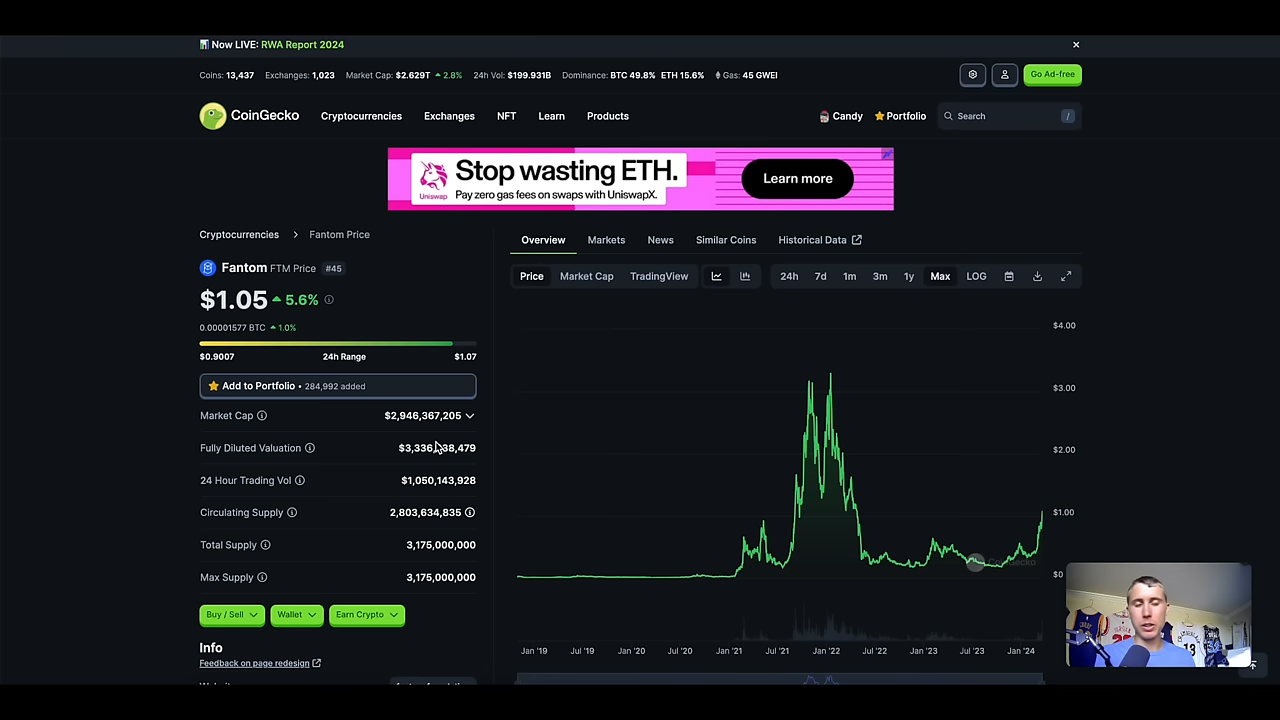 Now LIVE: RWA Report 2024
Coins: 13,437 Exchanges: 1,023 Market Cap: $2.629T 2.8% 24h Vol: $199.931B Dominance: BTC 49.8% ETH 15.6% Gas: 45 GWEI
Go Ad-free
CoinGecko Cryptocurrencies Exchanges NFT Learn Products Candy Portfolio Search /
Stop wasting ETH.
Pay zero gas fees on swaps with UniswapX.
Uniswap
Learn more
Cryptocurrencies > Fantom Price
Fantom FTM Price #45
$1.05 5.6%
0.00001577 BTC 1.0%
$0.9007 24h Range $1.07
Add to Portfolio • 284,992 added
Market Cap $2,946,367,205
Fully Diluted Valuation $3,336, 38,479
24 Hour Trading Vol $1,050,143,928
Circulating Supply 2,803,634,835
Total Supply 3,175,000,000
Max Supply 3,175,000,000
Buy / Sell Wallet Earn Crypto
Info
Feedback on page redesign
Overview Markets News Similar Coins Historical Data
Price Market Cap TradingView 24h 7d 1m 3m 1y Max LOG
$4.00
$3.00
$2.00
$1.00
$0
CoinGecko
Jan '19 Jul '19 Jan '20 Jul '20 Jan '21 Jul '21 Jan '22 Jul '22 Jan '23 Jul '23 Jan '24
13